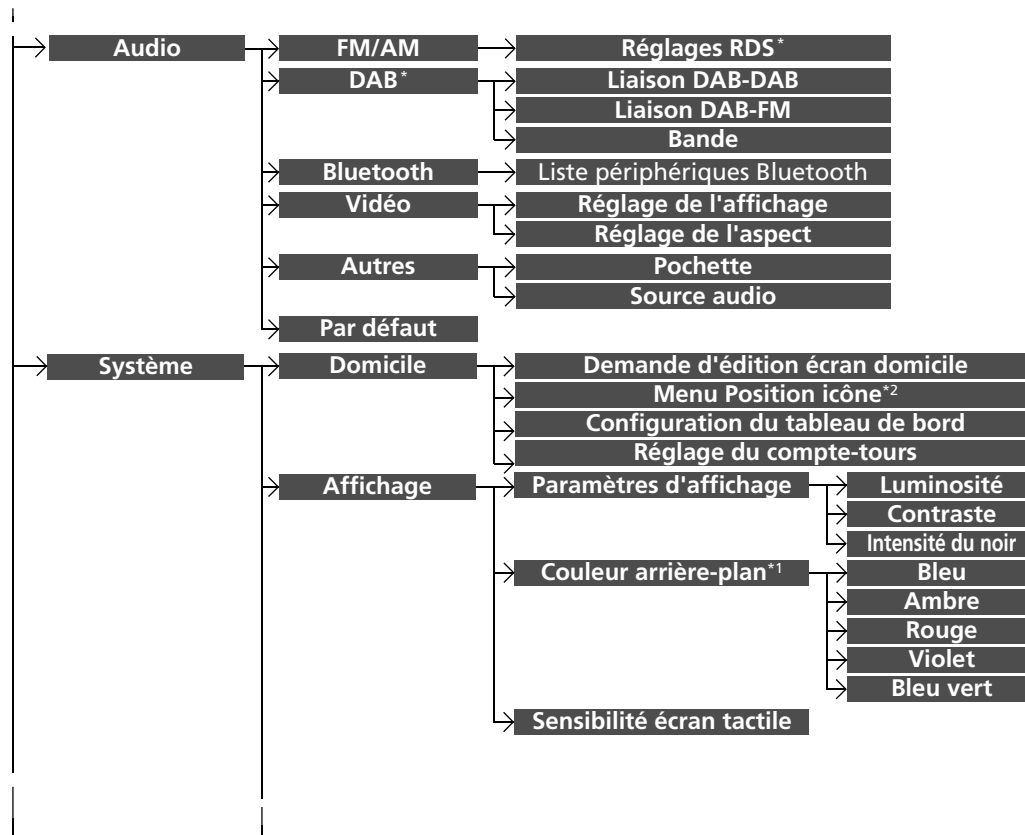 Audio
FM/AM
Réglages RDS*
DAB*
Liaison DAB-DAB
Liaison DAB-FM
Bande
Bluetooth
Liste périphériques Bluetooth
Vidéo
Réglage de l'affichage
Réglage de l'aspect
Autres
Pochette
Source audio
Par défaut
Système
Domicile
Demande d'édition écran domicile
Menu Position icône*2
Configuration du tableau de bord
Réglage du compte-tours
Affichage
Paramètres d'affichage
Luminosité
Contraste
Intensité du noir
Couleur arrière-plan*1
Bleu
Ambre
Rouge
Violet
Bleu vert
Sensibilité écran tactile